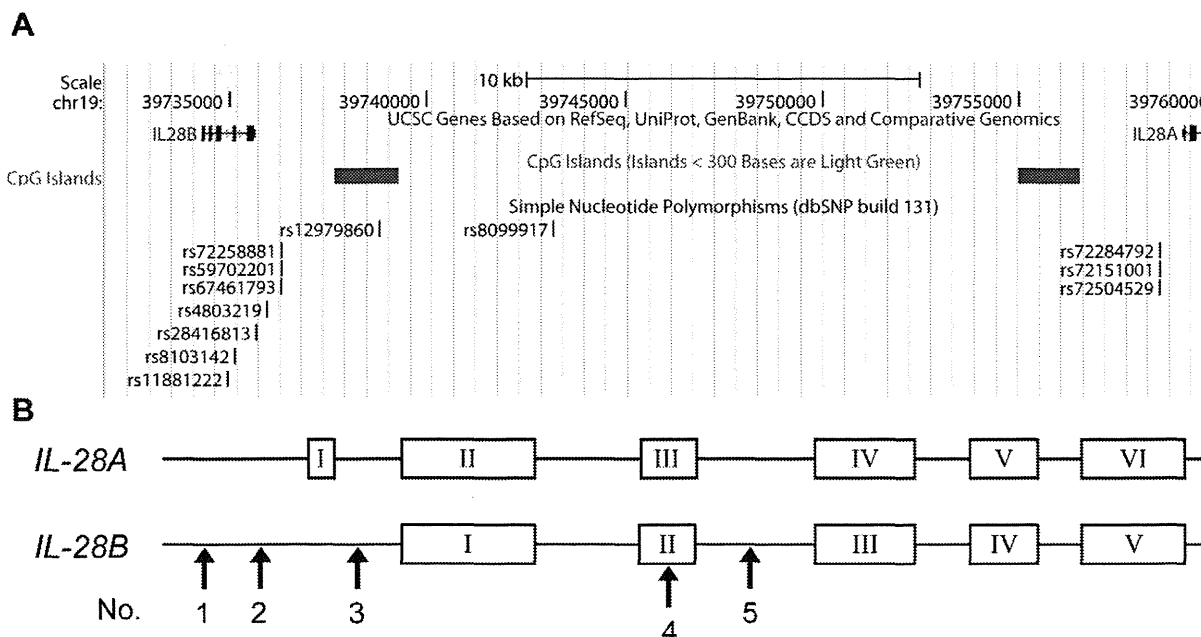 A
Scale 10 kb
chr19: 39735000 39740000 39745000 39750000 39755000 39760000
UCSC Genes Based on RefSeq, UniProt, GenBank, CCDS and Comparative Genomics
IL28B IL28A
CpG Islands (Islands < 300 Bases are Light Green)
CpG Islands
Simple Nucleotide Polymorphisms (dbSNP build 131)
rs12979860 rs8099917
rs72258881 rs72284792
rs59702201 rs72151001
rs67461793 rs72504529
rs4803219
rs28416813
rs8103142
rs11881222
B
IL-28A I II III IV V VI
IL-28B I II III IV V
No. 1 2 3 4 5